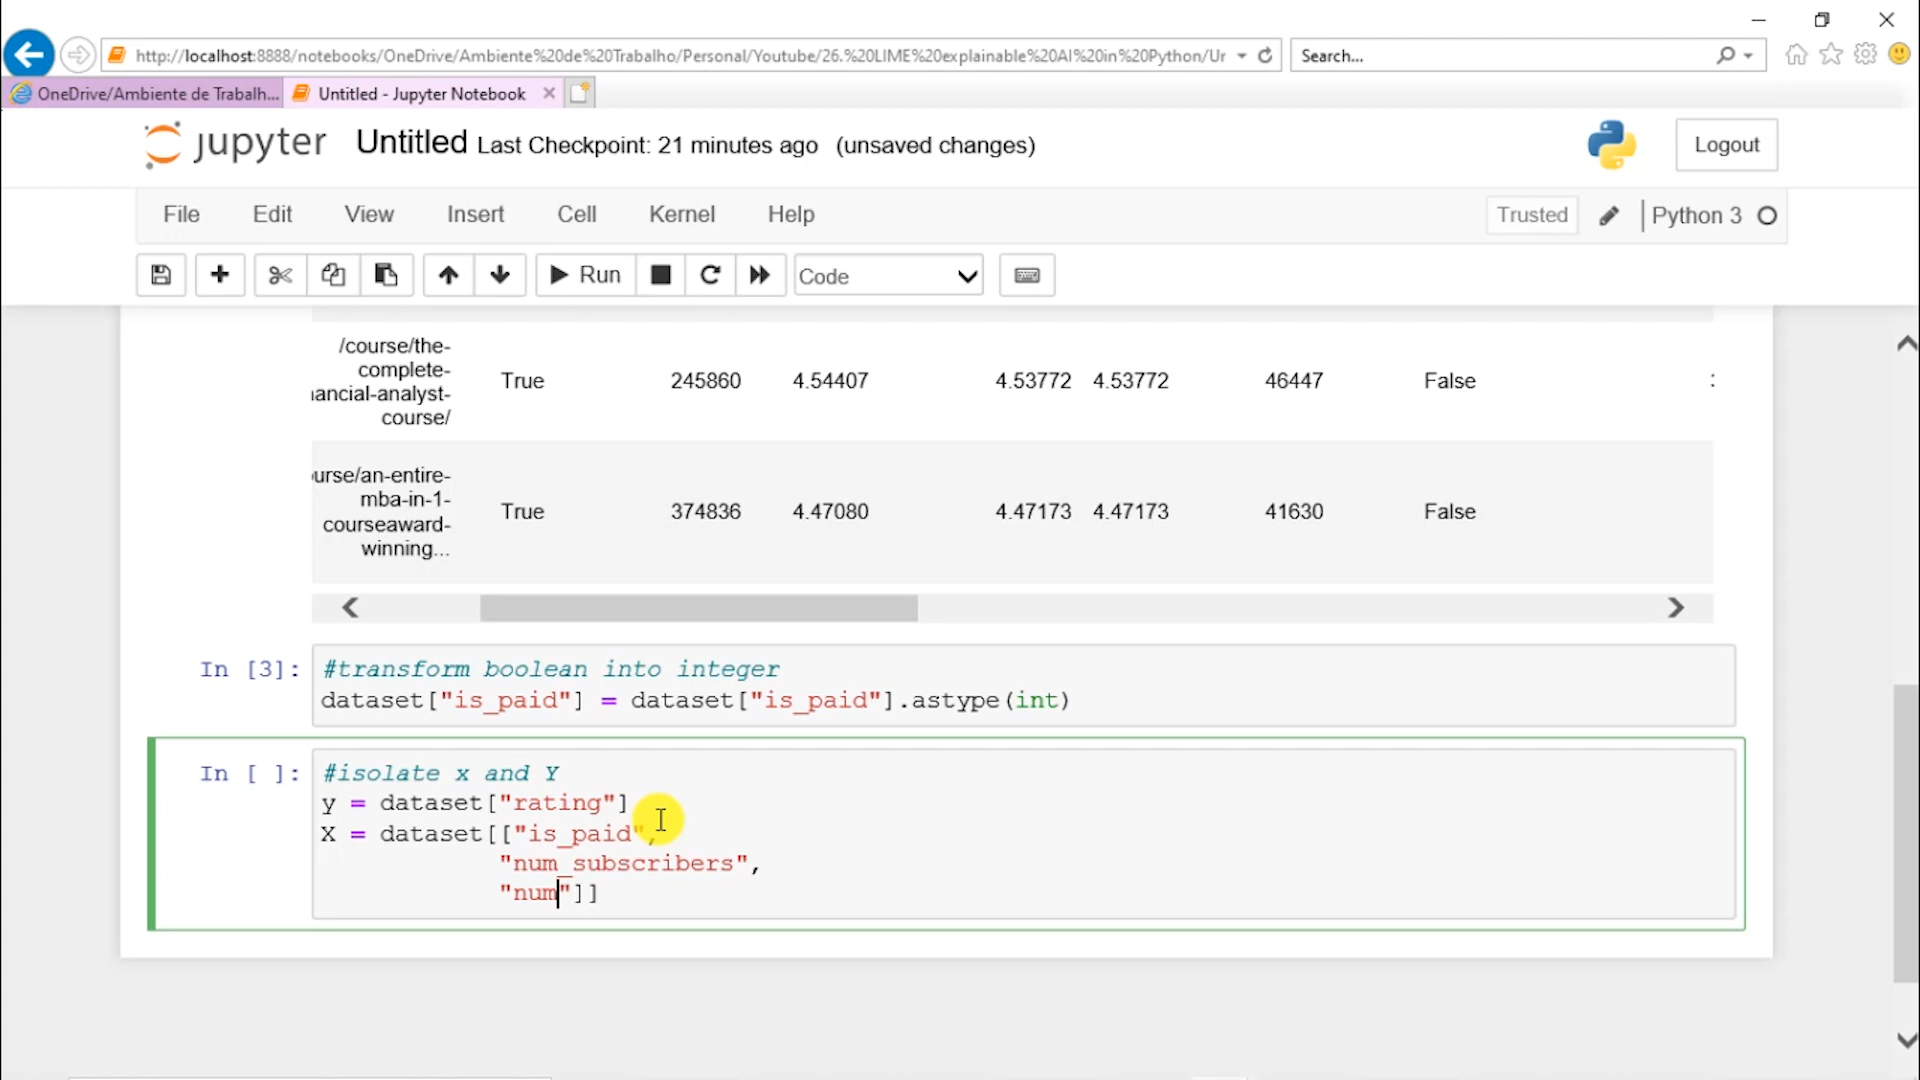 http://localhost:8888/notebooks/OneDrive/Ambiente%20de%20Trabalho/Personal/Youtube/26.%20LIME%20explainable%20AI%20in%20Python/Ur
Search...
OneDrive/Ambiente de Trabalh...
Untitled - Jupyter Notebook
jupyter Untitled Last Checkpoint: 21 minutes ago (unsaved changes)
Logout
File Edit View Insert Cell Kernel Help
Trusted
Python 3
Run
Code
/course/the-
complete-
ancial-analyst-
course/
True 245860 4.54407 4.53772 4.53772 46447 False
urse/an-entire-
mba-in-1-
courseaward-
winning...
True 374836 4.47080 4.47173 4.47173 41630 False
In [3]: #transform boolean into integer
dataset["is_paid"] = dataset["is_paid"].astype(int)
In [ ]: #isolate x and Y
y = dataset["rating"]
X = dataset[["is_paid",
"num_subscribers",
"num"]]